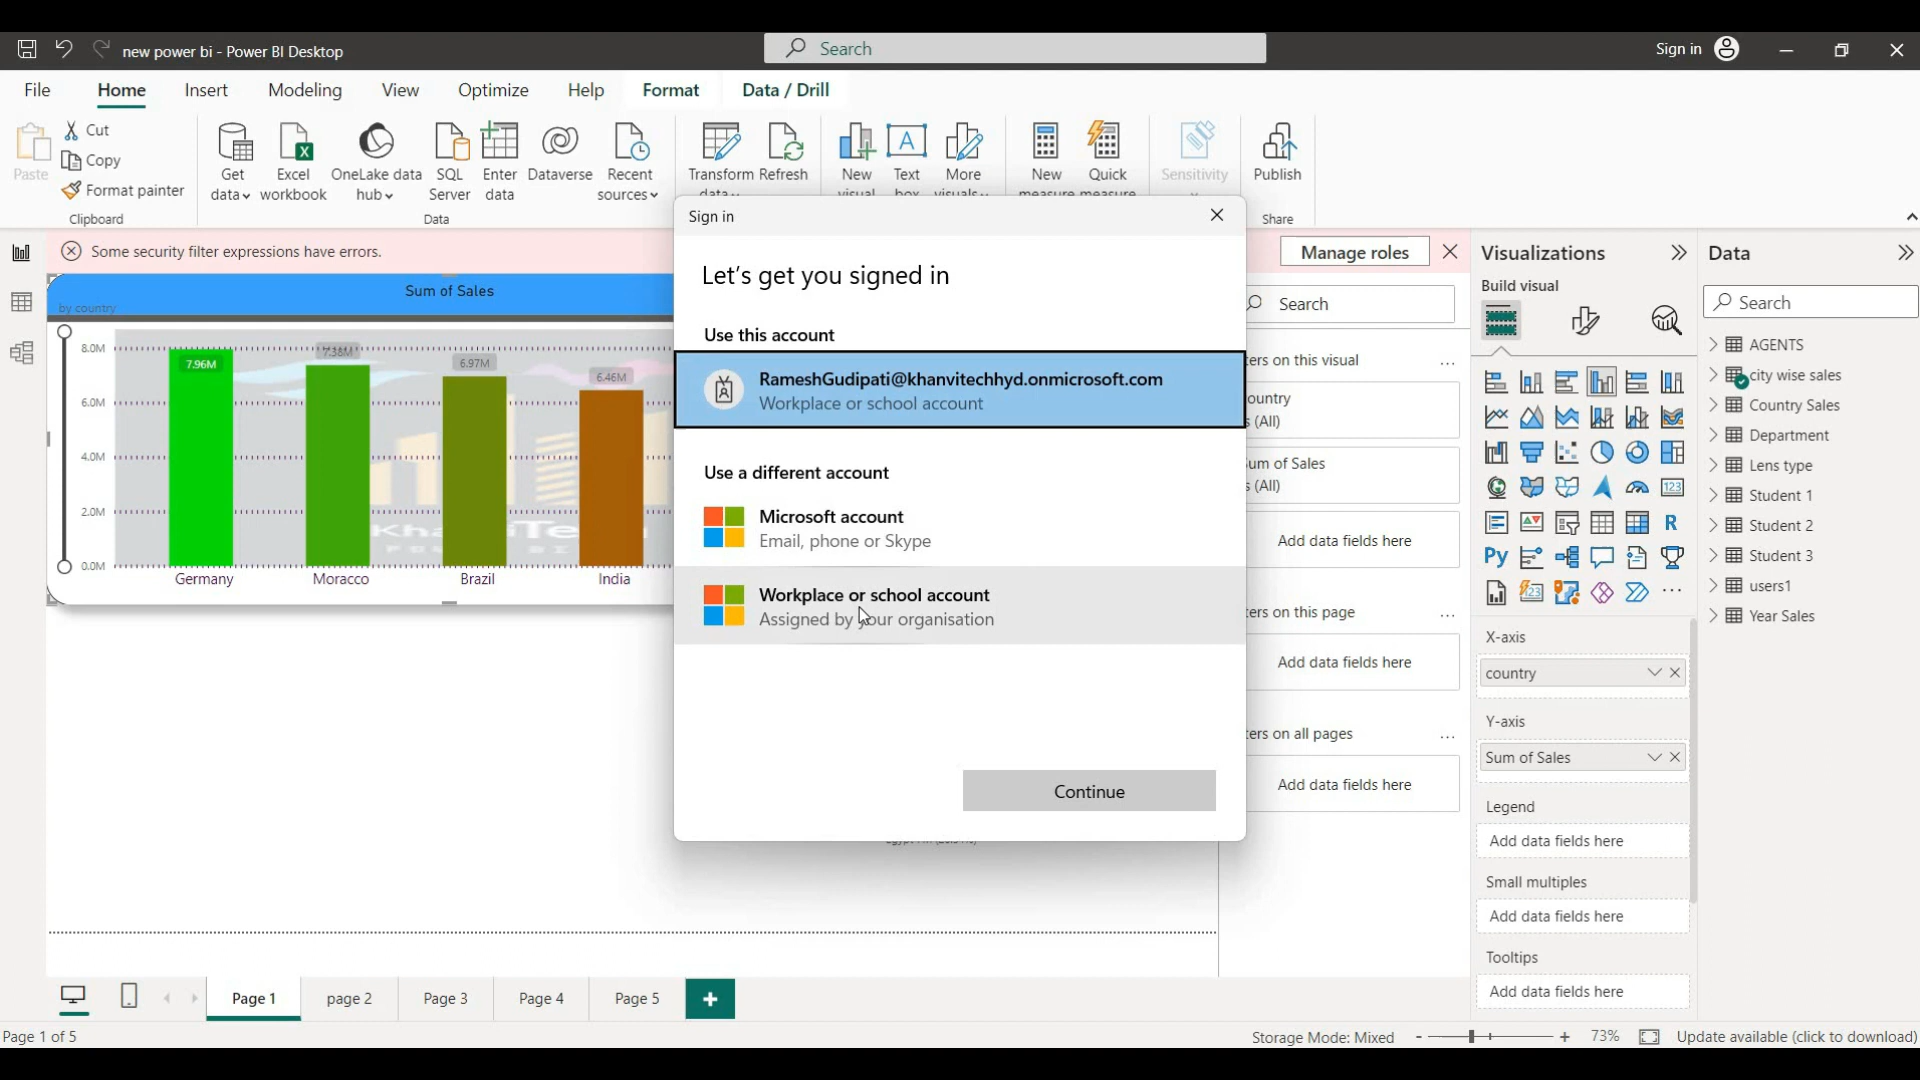 new power bi - Power BI Desktop
Search
Sign in
File
Home
Insert
Modeling
View
Optimize
Help
Format
Data / Drill
Paste
Cut
Copy
Format painter
Clipboard
Get
data
Excel
workbook
OneLake data
hub
SQL
Server
Enter
data
Dataverse
Recent
sources
Data
Transform
data
Refresh
New
visual
Text
box
More
visuals
New
measure
Quick
measure
Sensitivity
Publish
Share
Some security filter expressions have errors.
Manage roles
Sum of Sales
by country
8.0M
6.0M
4.0M
2.0M
0.0M
7.96M
7.38M
6.97M
6.46M
Germany
Moracco
Brazil
India
POWER BI
Sign in
Let's get you signed in
Use this account
RameshGudipati@khanvitechhyd.onmicrosoft.com
Workplace or school account
Use a different account
Microsoft account
Email, phone or Skype
Workplace or school account
Assigned by your organisation
Continue
Search
ters on this visual
...
ountry
s (All)
um of Sales
s (All)
Add data fields here
ters on this page
...
Add data fields here
ters on all pages
...
Add data fields here
Visualizations
Build visual
123
R
Py
123
...
X-axis
country
Y-axis
Sum of Sales
Legend
Add data fields here
Small multiples
Add data fields here
Tooltips
Add data fields here
Data
Search
AGENTS
city wise sales
Country Sales
Department
Lens type
Student 1
Student 2
Student 3
users1
Year Sales
Page 1
page 2
Page 3
Page 4
Page 5
+
Page 1 of 5
Storage Mode: Mixed
-
+
73%
Update available (click to download)